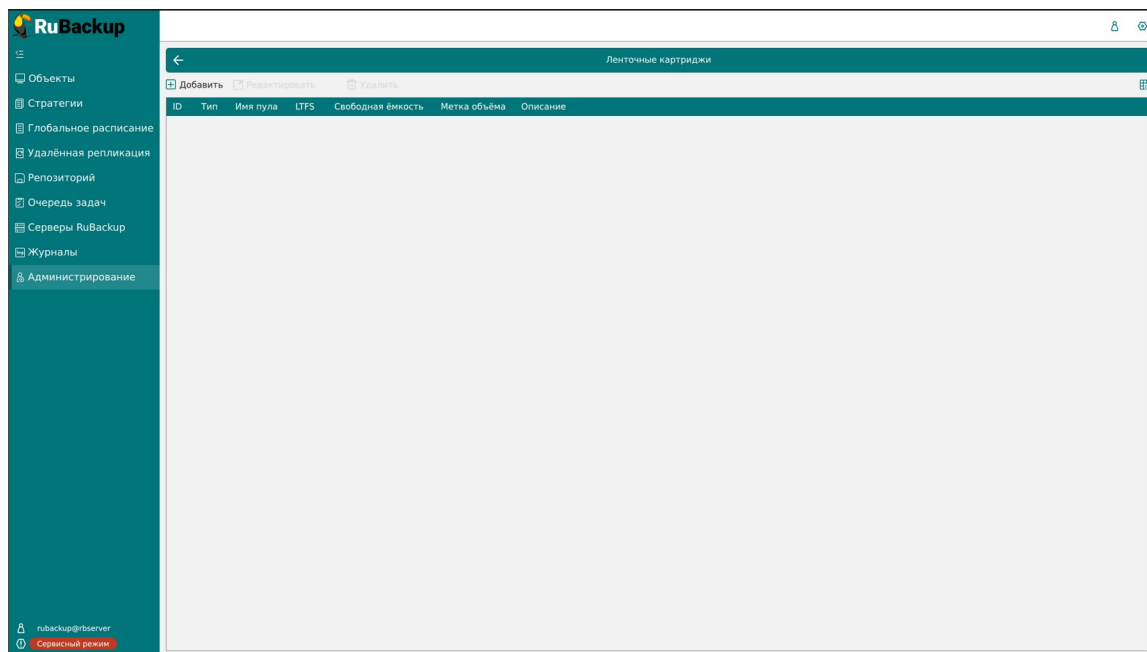 RuBackup
Ленточные картриджи
Объекты
Стратегии
Глобальное расписание
Удалённая репликация
Репозиторий
Очередь задач
Серверы RuBackup
Журналы
Администрирование
Добавить Редактировать Удалить
ID Тип Имя пула LTFS Свободная ёмкость Метка объёма Описание
rubackup@rbserver
Сервисный режим